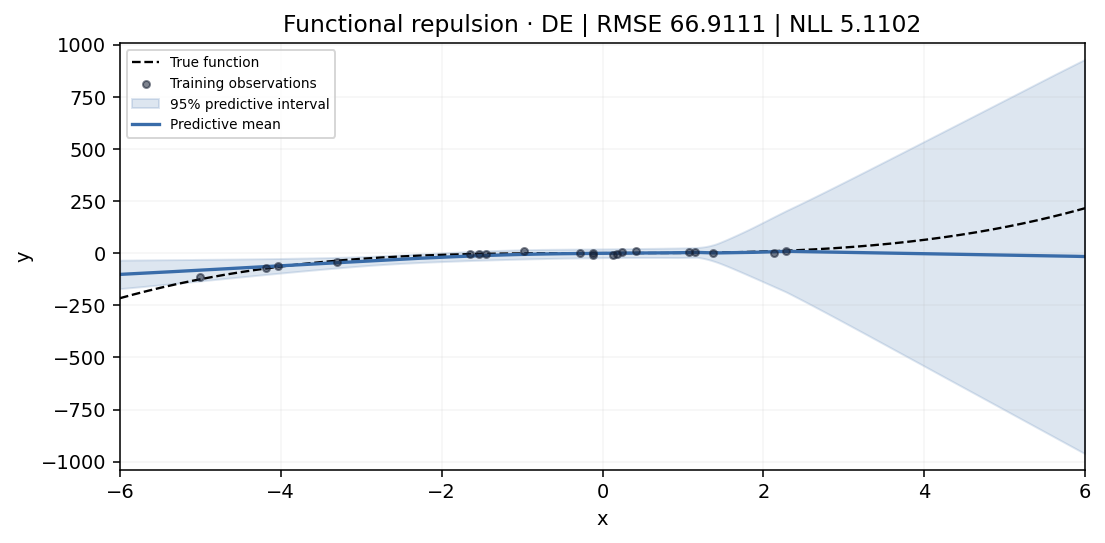 Functional repulsion · DE | RMSE 66.9111 | NLL 5.1102
True function
Training observations
95% predictive interval
Predictive mean
1000
750
500
250
0
−250
−500
−750
−1000
y
−6
−4
−2
0
2
4
6
x